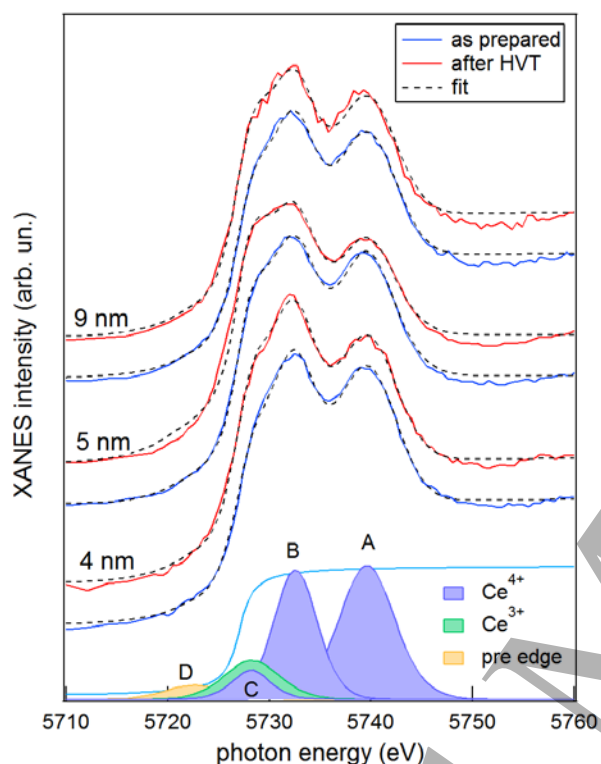 as prepared
after HVT
fit
XANES intensity (arb. un.)
9 nm
5 nm
4 nm
B
A
D
C
Ce⁴⁺
Ce³⁺
pre edge
5710 5720 5730 5740 5750 5760
photon energy (eV)